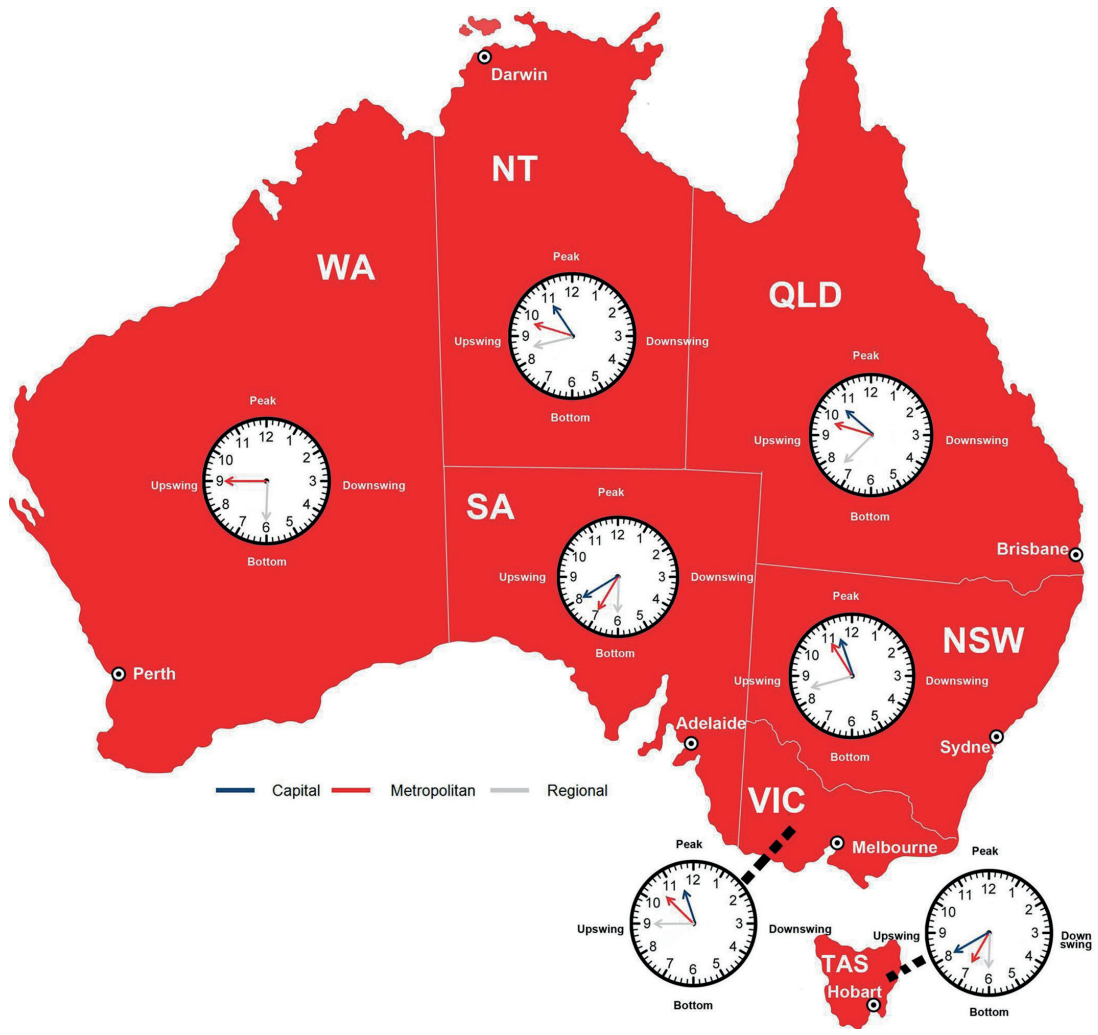 Darwin
NT
WA
QLD
Peak
12
11
1
10
2
9
3
8
4
7
5
6
Upswing
Downswing
Bottom
Peak
12
11
1
10
2
9
3
8
4
7
5
6
Upswing
Downswing
Bottom
Peak
12
11
1
10
2
9
3
8
4
7
5
6
Upswing
Downswing
Bottom
SA
Peak
12
11
1
10
2
9
3
8
4
7
5
6
Upswing
Downswing
Bottom
Brisbane
Peak
12
11
1
10
2
9
3
8
4
7
5
6
Upswing
Downswing
Bottom
NSW
Perth
Adelaide
Sydney
Capital Metropolitan Regional
VIC
Melbourne
Peak
12
11
1
10
2
9
3
8
4
7
5
6
Upswing
Downswing
Bottom
Peak
12
11
1
10
2
9
3
8
4
7
5
6
Upswing
Down
swing
Bottom
TAS
Hobart